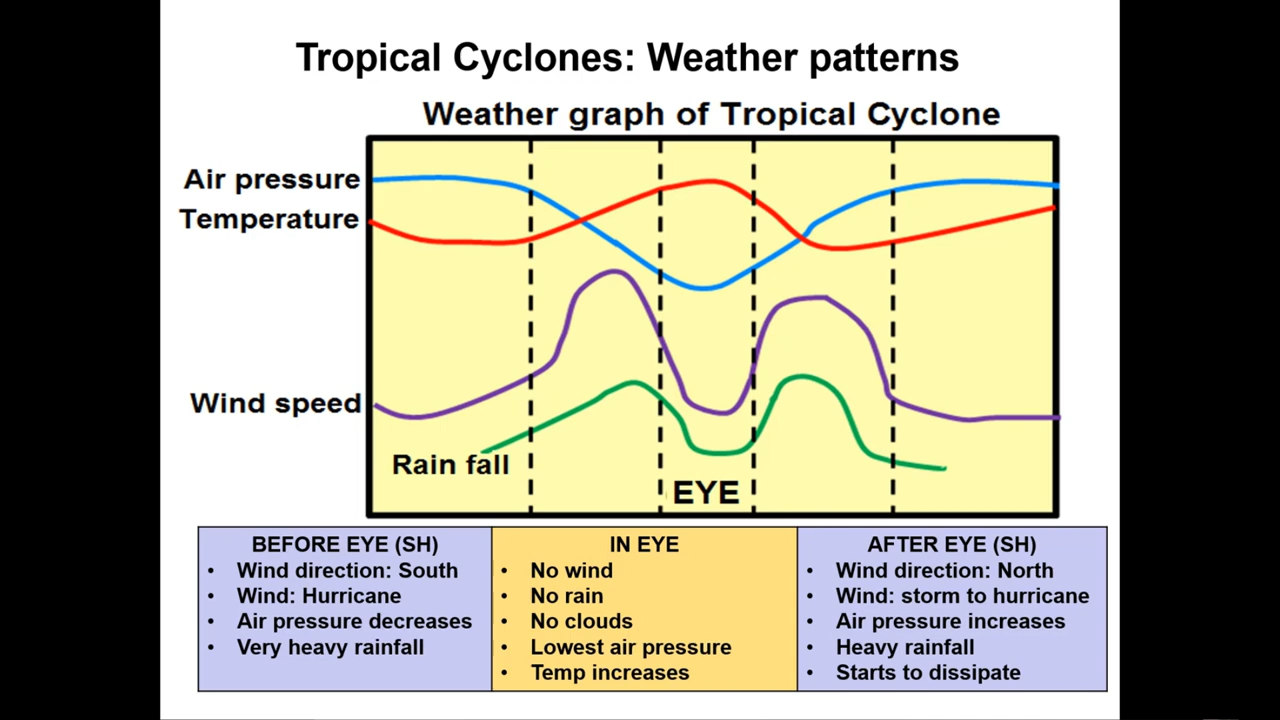 Tropical Cyclones: Weather patterns
Weather graph of Tropical Cyclone
Air pressure
Temperature
Wind speed
Rain fall
EYE
BEFORE EYE (SH)
• Wind direction: South
• Wind: Hurricane
• Air pressure decreases
• Very heavy rainfall
IN EYE
• No wind
• No rain
• No clouds
• Lowest air pressure
• Temp increases
AFTER EYE (SH)
• Wind direction: North
• Wind: storm to hurricane
• Air pressure increases
• Heavy rainfall
• Starts to dissipate